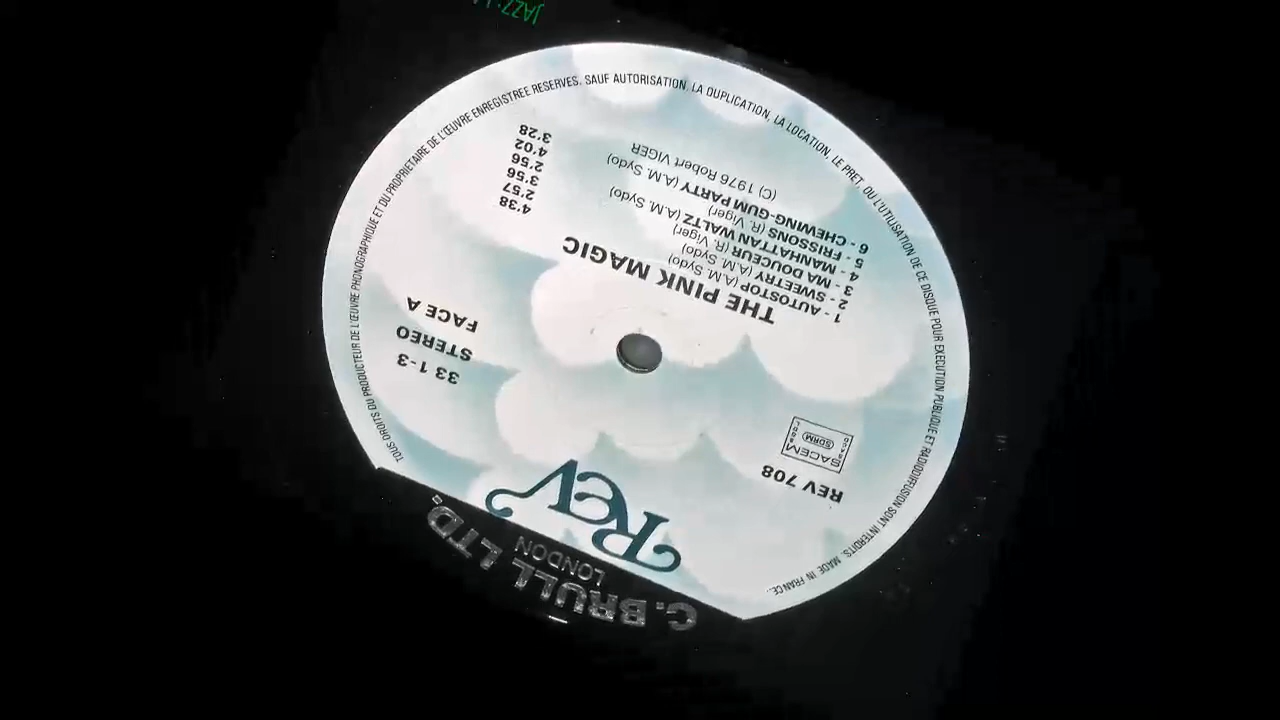 C. BRULL LTD.
LONDON
Rev
REV 708
SACEM
SDRM
33 1-3
STEREO
FACE A
THE PINK MAGIC
1 - AUTOSTOP (A.M. Sydo) 4'38
2 - SWEETRY (A.M. Sydo) 2'57
3 - MA DOUCEUR (R. Viger) 3'56
4 - MANHATTAN WALTZ (A.M. Sydo) 2'56
5 - FRISSONS (R. Viger) 4'02
6 - CHEWING-GUM PARTY (A.M. Sydo) 3'28
(C) 1976 Robert VIGER
TOUS DROITS DU PRODUCTEUR DE L'ŒUVRE PHONOGRAPHIQUE ET DU PROPRIETAIRE DE L'ŒUVRE ENREGISTREE RESERVES. SAUF AUTORISATION, LA DUPLICATION, LA LOCATION, LE PRET, OU L'UTILISATION DE CE DISQUE POUR EXECUTION PUBLIQUE ET RADIODIFFUSION SONT INTERDITS. MADE IN FRANCE.